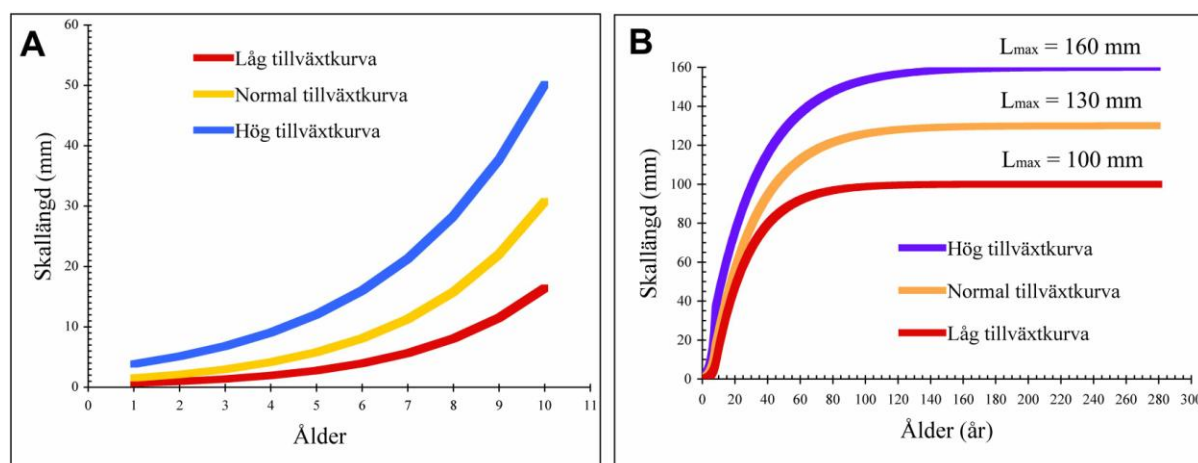 A
Låg tillväxtkurva
Normal tillväxtkurva
Hög tillväxtkurva
Skallängd (mm)
60
50
40
30
20
10
0
0 1 2 3 4 5 6 7 8 9 10 11
Ålder
B
Lmax = 160 mm
Lmax = 130 mm
Lmax = 100 mm
Skallängd (mm)
160
140
120
100
80
60
40
20
0
Hög tillväxtkurva
Normal tillväxtkurva
Låg tillväxtkurva
0 20 40 60 80 100 120 140 160 180 200 220 240 260 280 300
Ålder (år)